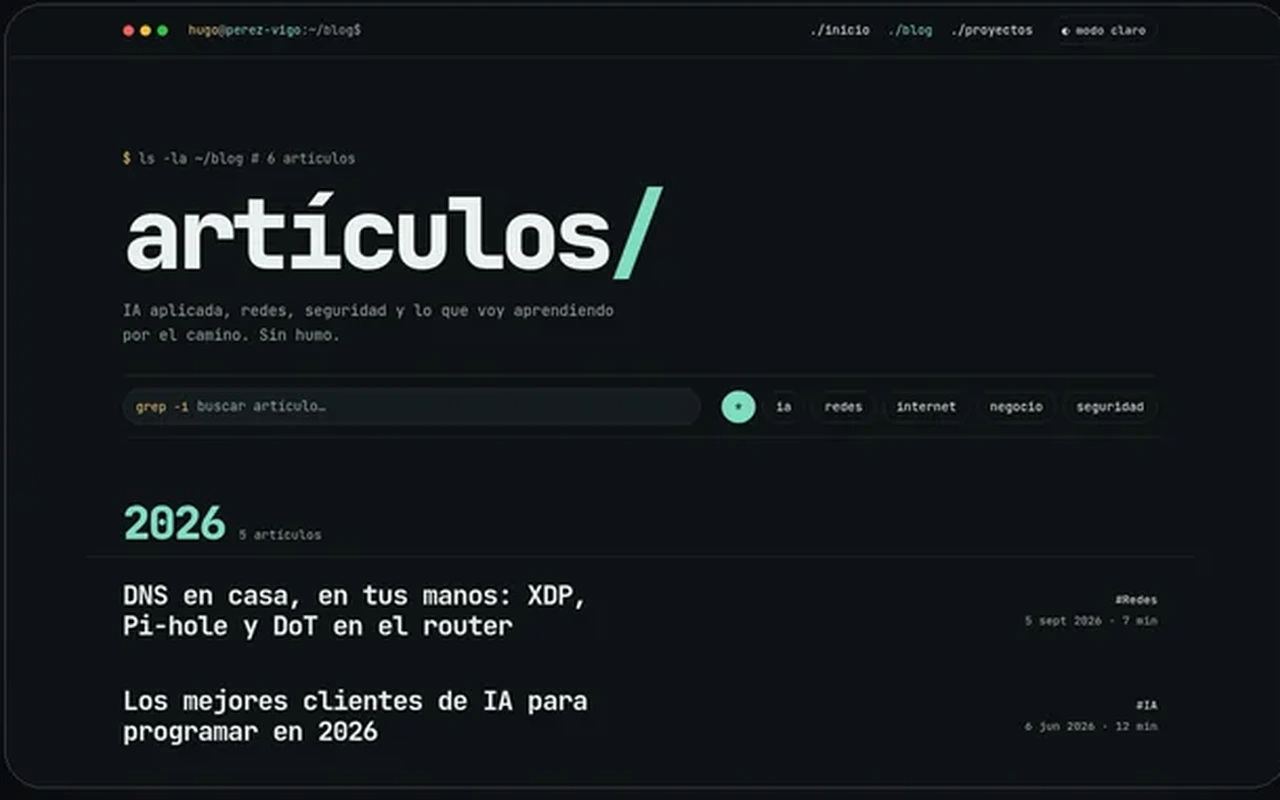 hugo@perez-vigo:~/blog$
./inicio ./blog ./proyectos ◐ modo claro
$ ls -la ~/blog # 6 artículos
artículos/
IA aplicada, redes, seguridad y lo que voy aprendiendo
por el camino. Sin humo.
grep -i buscar artículo…
* ia redes internet negocio seguridad
2026 5 artículos
DNS en casa, en tus manos: XDP,
Pi-hole y DoT en el router
#Redes
5 sept 2026 · 7 min
Los mejores clientes de IA para
programar en 2026
#IA
6 jun 2026 · 12 min